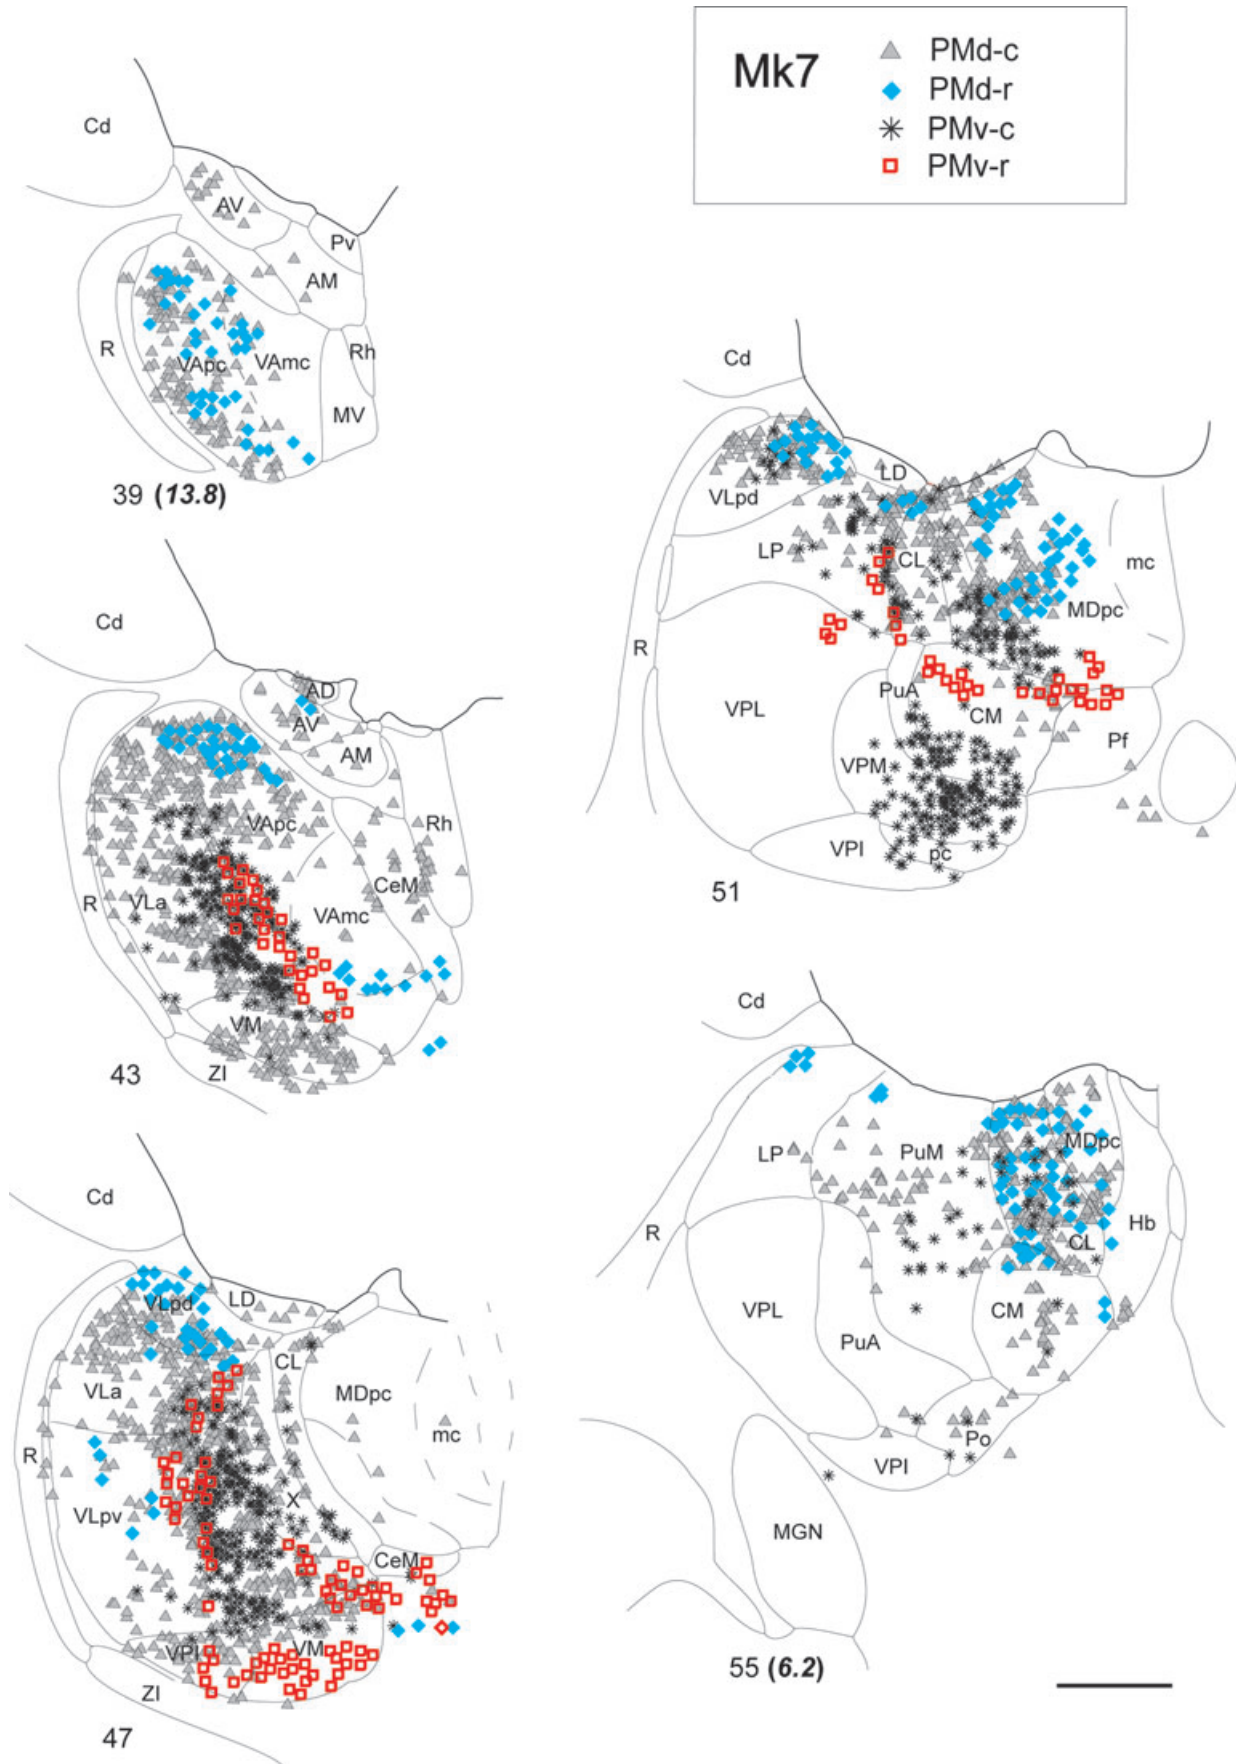 Mk7
PMd-c
PMd-r
PMv-c
PMv-r
Cd
AV
Pv
AM
R
VApc
VAmc
Rh
MV
39 (13.8)
Cd
AD
AV
AM
VApc
Rh
CeM
R
VLa
VAmc
VM
ZI
43
Cd
VLpd
LD
CL
VLa
MDpc
mc
R
X
VLpv
CeM
VPI
VM
ZI
47
Cd
LD
VLpd
LP
CL
mc
MDpc
R
PuA
VPL
CM
Pf
VPM
VPI
pc
51
Cd
MDpc
LP
PuM
R
Hb
CL
VPL
CM
PuA
Po
VPI
MGN
55 (6.2)